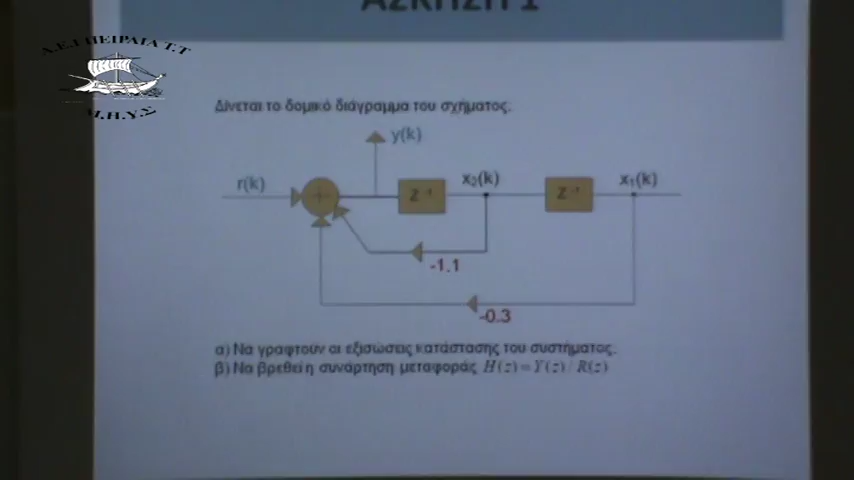 ΑΣΚΗΣΗ 1
Α.Ε.Ι ΠΕΙΡΑΙΑ Τ.Τ
Μ.Η.Υ.Σ
Δίνεται το δομικό διάγραμμα του σχήματος.
y(k)
r(k)
+
z⁻¹
x₂(k)
z⁻¹
x₁(k)
-1.1
-0.3
α) Να γραφτούν οι εξισώσεις κατάστασης του συστήματος.
β) Να βρεθεί η συνάρτηση μεταφοράς H(z)=Y(z)/R(z)